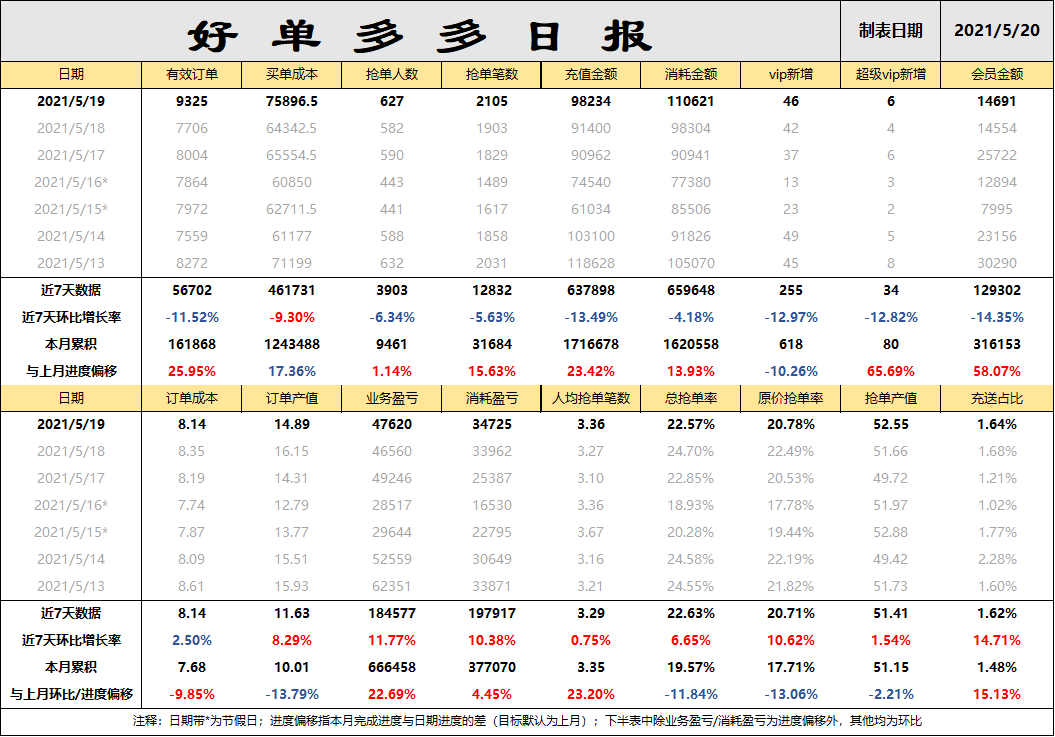 好单多多日报 制表日期 2021/5/20
日期 有效订单 买单成本 抢单人数 抢单笔数 充值金额 消耗金额 vip新增 超级vip新增 会员金额
2021/5/19 9325 75896.5 627 2105 98234 110621 46 6 14691
2021/5/18 7706 64342.5 582 1903 91400 98304 42 4 14554
2021/5/17 8004 65554.5 590 1829 90962 90941 37 6 25722
2021/5/16* 7864 60850 443 1489 74540 77380 13 3 12894
2021/5/15* 7972 62711.5 441 1617 61034 85506 23 2 7995
2021/5/14 7559 61177 588 1858 103100 91826 49 5 23156
2021/5/13 8272 71199 632 2031 118628 105070 45 8 30290
近7天数据 56702 461731 3903 12832 637898 659648 255 34 129302
近7天环比增长率 -11.52% -9.30% -6.34% -5.63% -13.49% -4.18% -12.97% -12.82% -14.35%
本月累积 161868 1243488 9461 31684 1716678 1620558 618 80 316153
与上月进度偏移 25.95% 17.36% 1.14% 15.63% 23.42% 13.93% -10.26% 65.69% 58.07%
日期 订单成本 订单产值 业务盈亏 消耗盈亏 人均抢单笔数 总抢单率 原价抢单率 抢单产值 充送占比
2021/5/19 8.14 14.89 47620 34725 3.36 22.57% 20.78% 52.55 1.64%
2021/5/18 8.35 16.15 46560 33962 3.27 24.70% 22.49% 51.66 1.68%
2021/5/17 8.19 14.31 49246 25387 3.10 22.85% 20.53% 49.72 1.21%
2021/5/16* 7.74 12.79 28517 16530 3.36 18.93% 17.78% 51.97 1.02%
2021/5/15* 7.87 13.77 29644 22795 3.67 20.28% 19.44% 52.88 1.77%
2021/5/14 8.09 15.51 52559 30649 3.16 24.58% 22.19% 49.42 2.28%
2021/5/13 8.61 15.93 62351 33871 3.21 24.55% 21.82% 51.73 1.60%
近7天数据 8.14 11.63 184577 197917 3.29 22.63% 20.71% 51.41 1.62%
近7天环比增长率 2.50% 8.29% 11.77% 10.38% 0.75% 6.65% 10.62% 1.54% 14.71%
本月累积 7.68 10.01 666458 377070 3.35 19.57% 17.71% 51.15 1.48%
与上月环比/进度偏移 -9.85% -13.79% 22.69% 4.45% 23.20% -11.84% -13.06% -2.21% 15.13%
注释：日期带*为节假日；进度偏移指本月完成进度与日期进度的差（目标默认为上月）；下半表中除业务盈亏/消耗盈亏为进度偏移外，其他均为环比